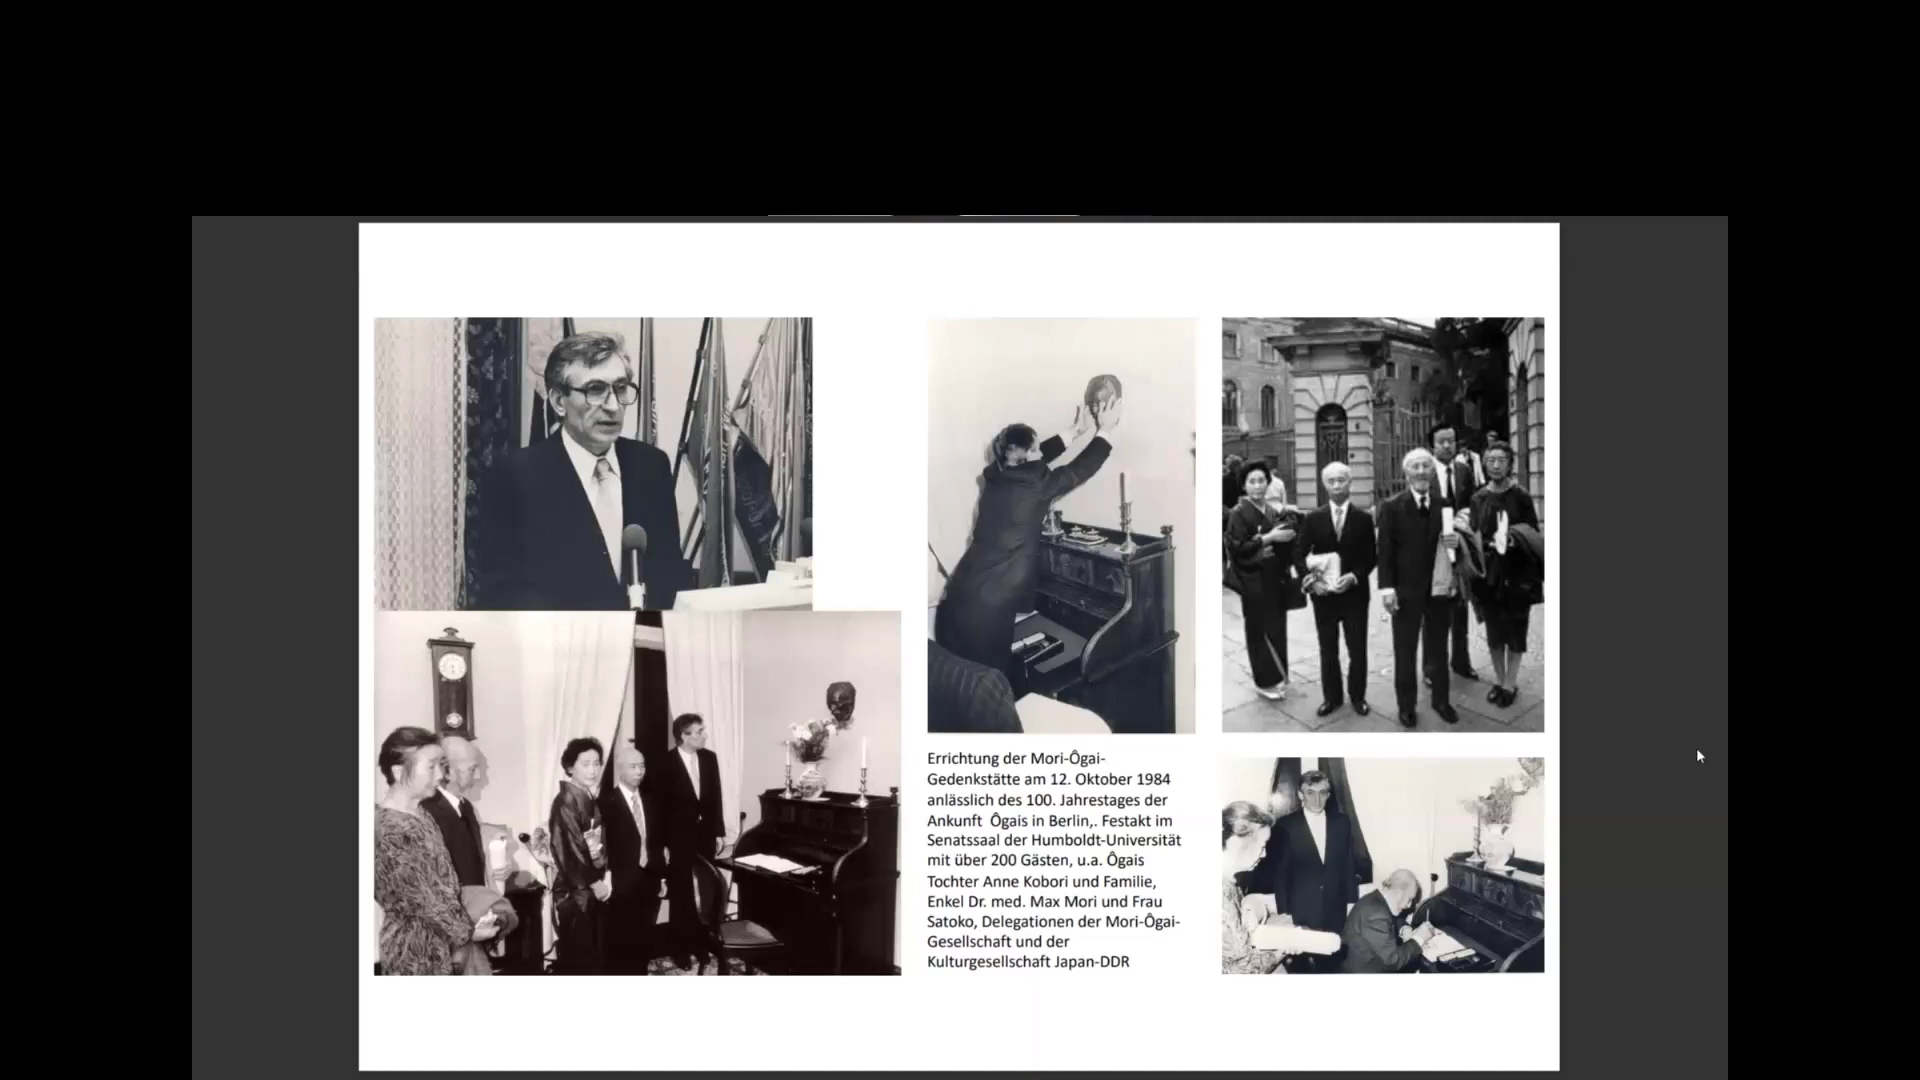 Errichtung der Mori-Ôgai-
Gedenkstätte am 12. Oktober 1984
anlässlich des 100. Jahrestages der
Ankunft  Ôgais in Berlin,. Festakt im
Senatssaal der Humboldt-Universität
mit über 200 Gästen, u.a. Ôgais
Tochter Anne Kobori und Familie,
Enkel Dr. med. Max Mori und Frau
Satoko, Delegationen der Mori-Ôgai-
Gesellschaft und der
Kulturgesellschaft Japan-DDR